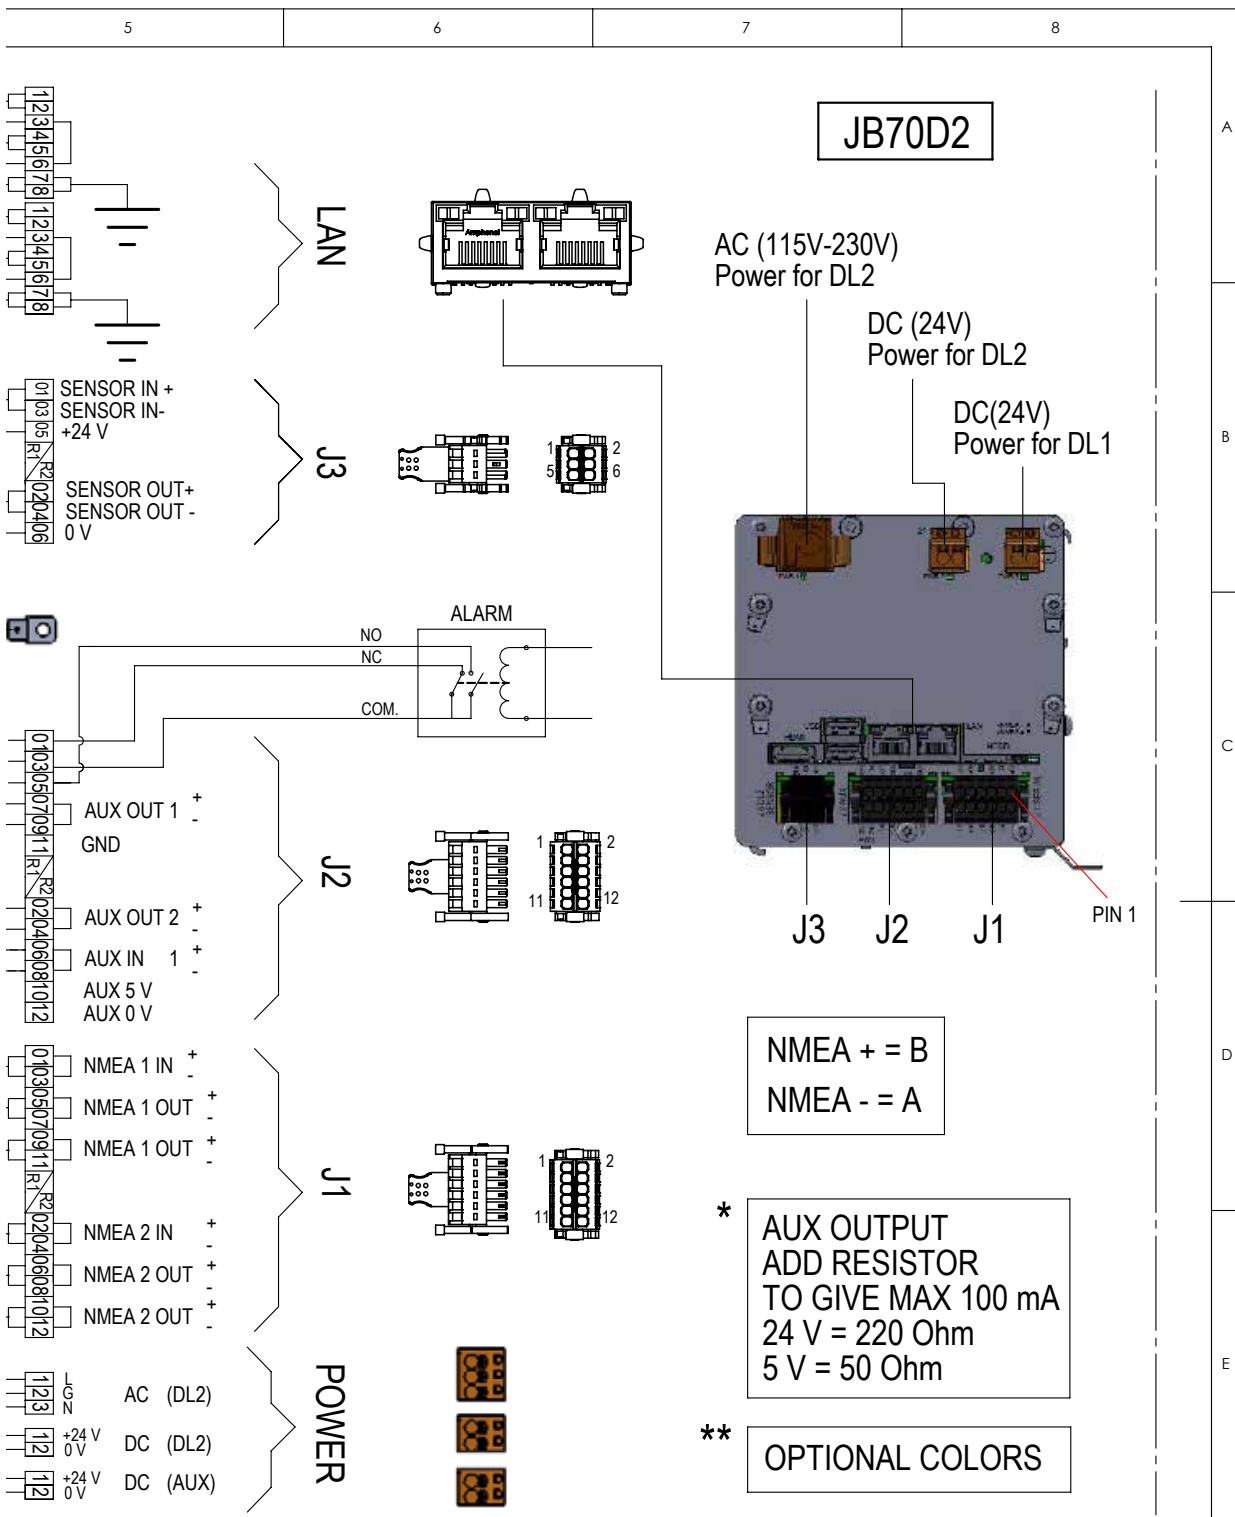 5 6 7 8
A
B
C
D
E
JB70D2
AC (115V-230V)
Power for DL2
DC (24V)
Power for DL2
DC(24V)
Power for DL1
1 2 3 4 5 6 7 8
1 2 3 4 5 6 7 8
LAN
Amphenol
01 03 05
R1 R2
02 04 06
SENSOR IN +
SENSOR IN-
+24 V
SENSOR OUT+
SENSOR OUT -
0 V
J3
1 2
5 6
ALARM
NO
NC
COM.
01 03 05 07 09 11
R1 R2
02 04 06 08 10 12
AUX OUT 1 + -
GND
AUX OUT 2 + -
AUX IN 1 + -
AUX 5 V
AUX 0 V
J2
1 2
11 12
LAN
J3 J2 J1
PIN 1
01 03 05 07 09 11
R1 R2
02 04 06 08 10 12
NMEA 1 IN + -
NMEA 1 OUT + -
NMEA 1 OUT + -
NMEA 2 IN + -
NMEA 2 OUT + -
NMEA 2 OUT + -
J1
1 2
11 12
NMEA + = B
NMEA - = A
*
AUX OUTPUT
ADD RESISTOR
TO GIVE MAX 100 mA
24 V = 220 Ohm
5 V = 50 Ohm
**
OPTIONAL COLORS
1 L
2 G
3 N
AC (DL2)
1 +24 V
2 0 V
DC (DL2)
1 +24 V
2 0 V
DC (AUX)
POWER